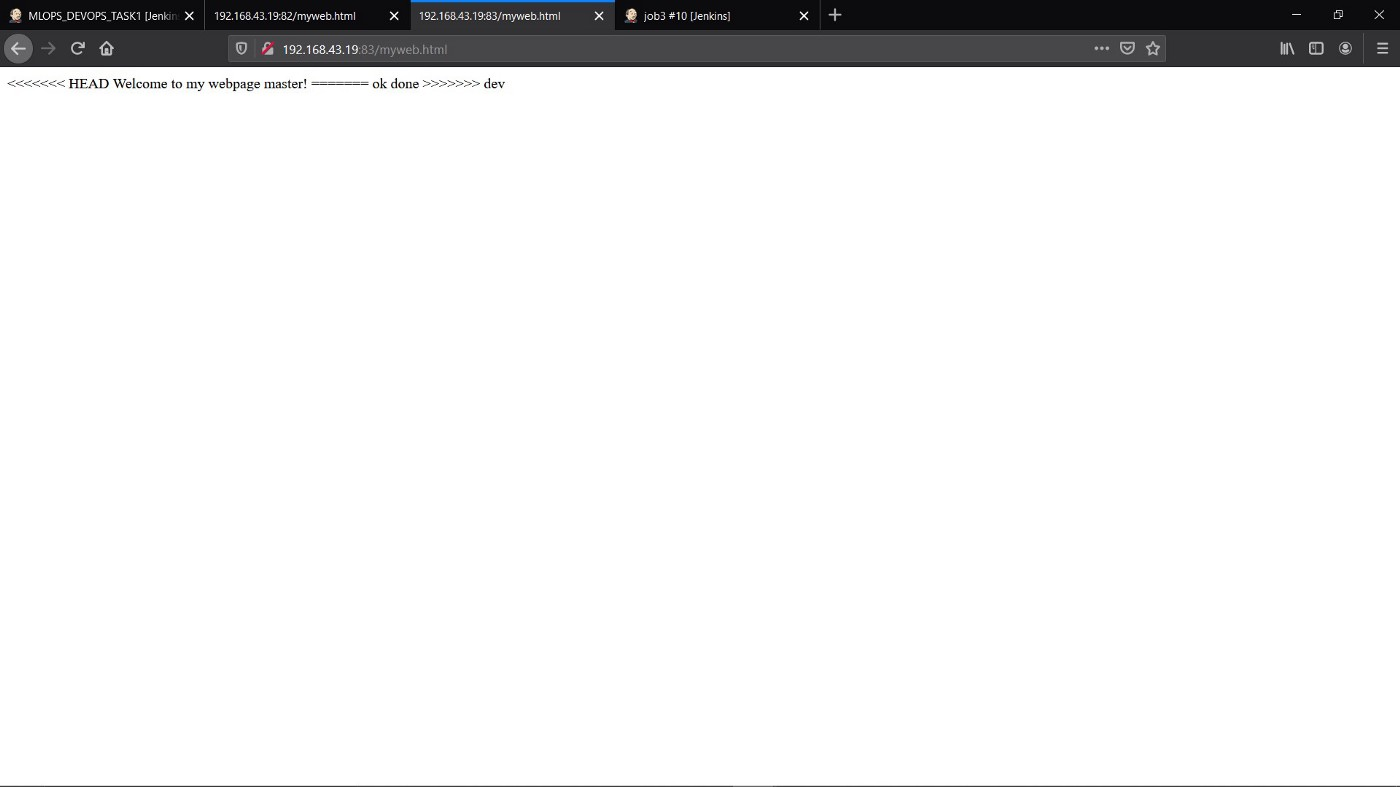 MLOPS_DEVOPS_TASK1 [Jenkin
192.168.43.19:82/myweb.html
192.168.43.19:83/myweb.html
job3 #10 [Jenkins]
192.168.43.19:83/myweb.html
<<<<<<< HEAD Welcome to my webpage master! ======= ok done >>>>>>> dev